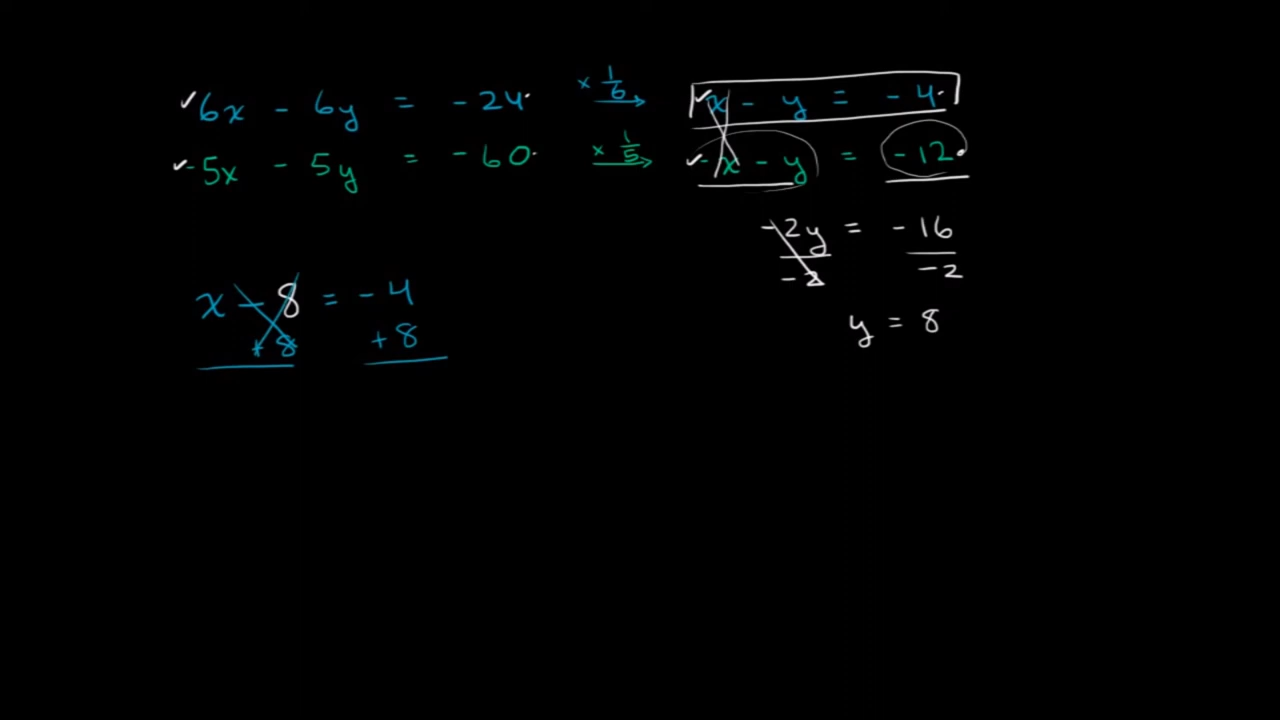 6x - 6y = -24 × 1/6 → x - y = -4
-5x - 5y = -60 × 1/5 → -x - y = -12
-2y = -16
-2 -2
x - 8 = -4
+8 +8
y = 8